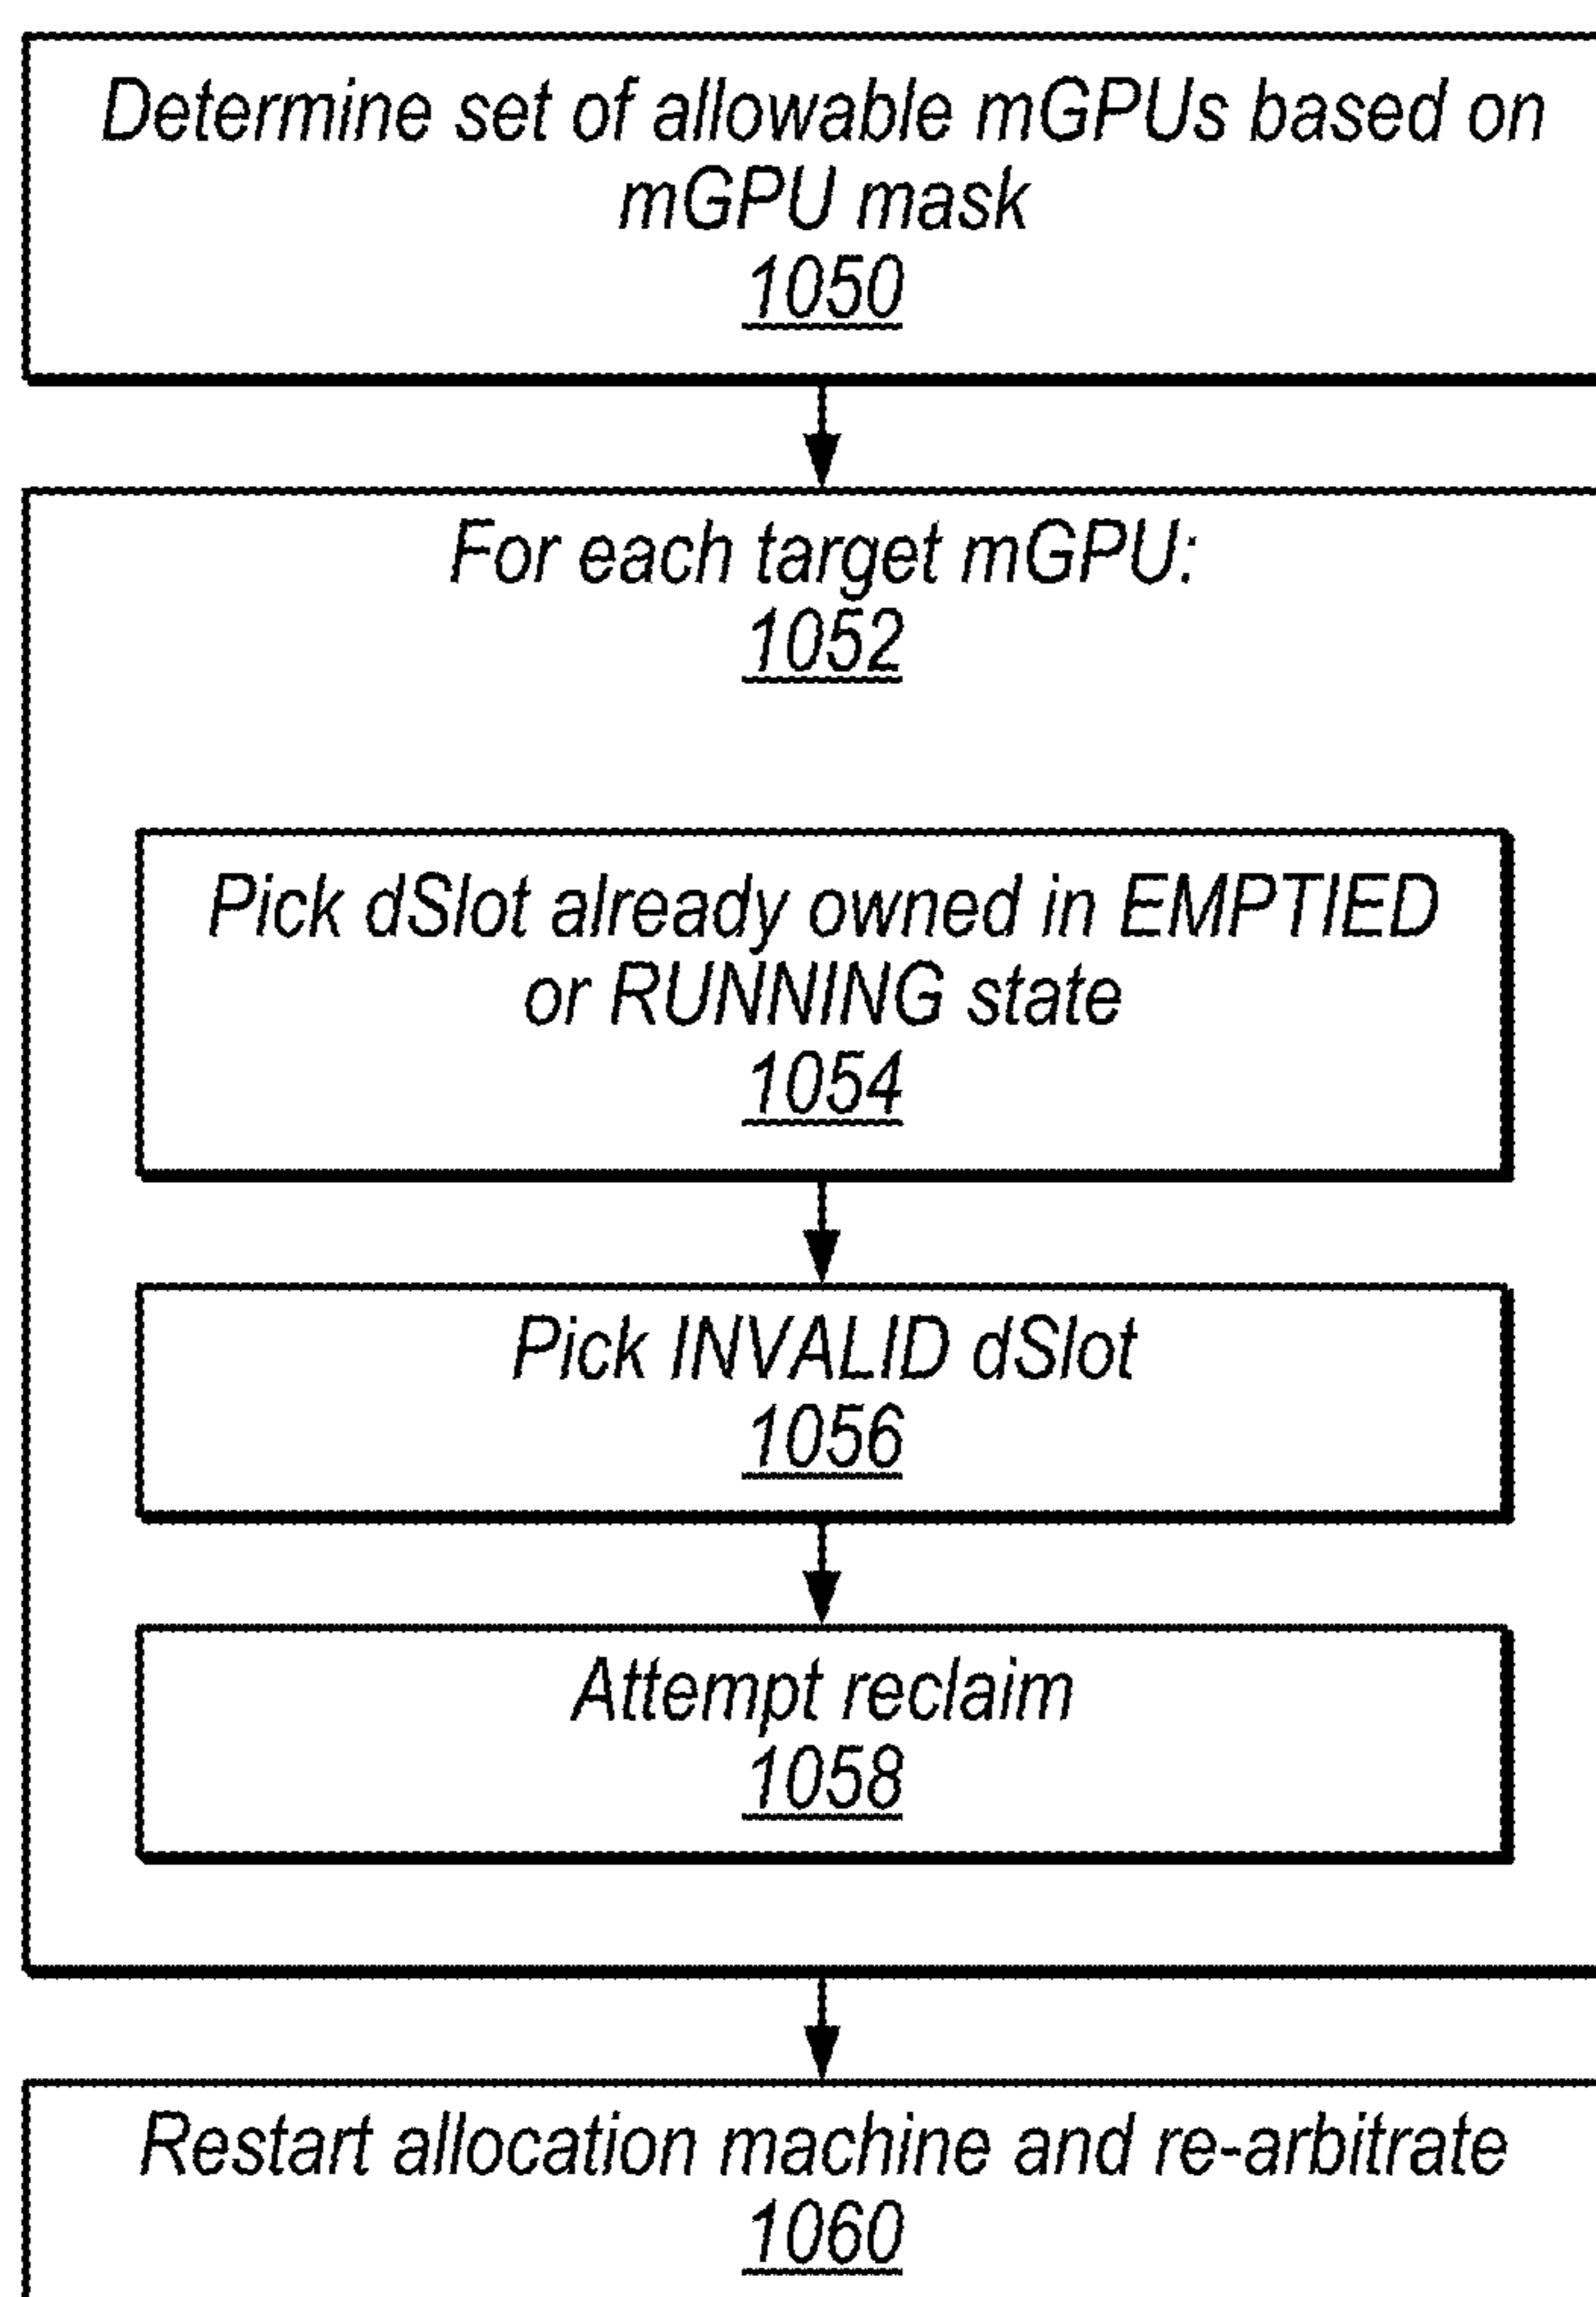 Determine set of allowable mGPUs based on
mGPU mask
1050
For each target mGPU:
1052
Pick dSlot already owned in EMPTIED
or RUNNING state
1054
Pick INVALID dSlot
1056
Attempt reclaim
1058
Restart allocation machine and re-arbitrate
1060